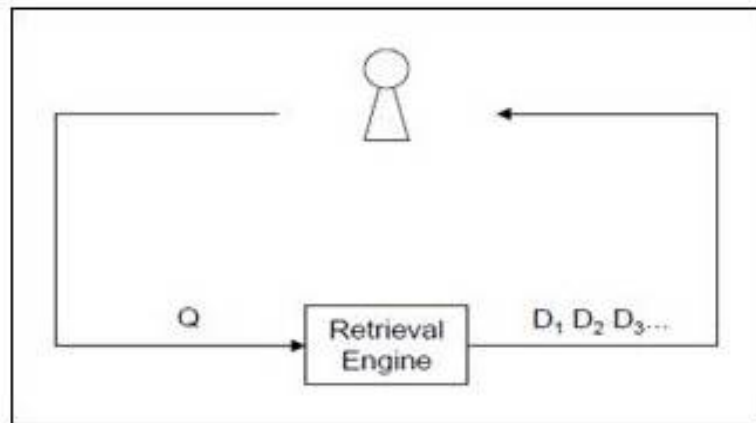 Q
Retrieval
Engine
D₁ D₂ D₃...